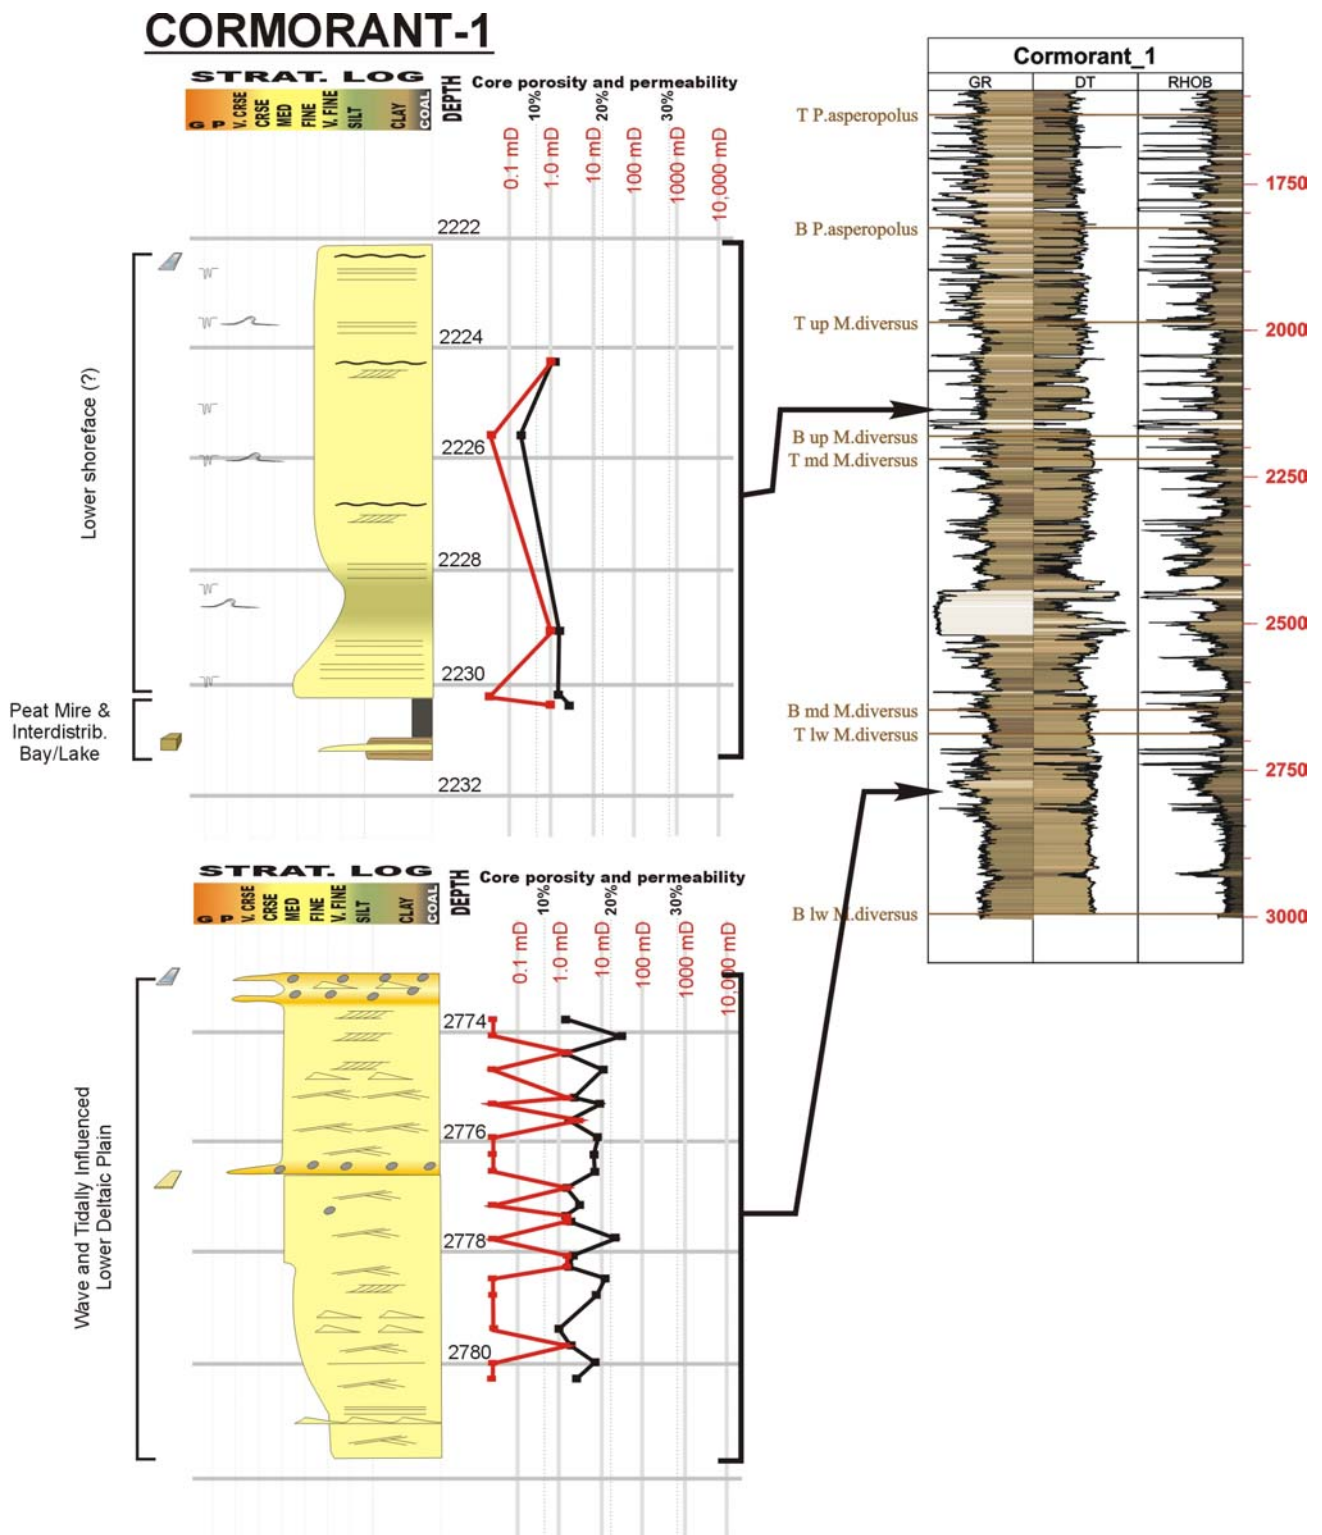 CORMORANT-1
STRAT. LOG
G P V. CRSE CRSE MED FINE V. FINE SILT CLAY COAL
DEPTH
Core porosity and permeability
10% 20% 30%
0.1 mD 1.0 mD 10 mD 100 mD 1000 mD 10,000 mD
2222
2224
2226
2228
2230
2232
Lower shoreface (?)
Peat Mire &
Interdistrib.
Bay/Lake
STRAT. LOG
G P V. CRSE CRSE MED FINE V. FINE SILT CLAY COAL
DEPTH
Core porosity and permeability
10% 20% 30%
0.1 mD 1.0 mD 10 mD 100 mD 1000 mD 10,000 mD
2774
2776
2778
2780
Wave and Tidally Influenced
Lower Deltaic Plain
Cormorant_1
GR DT RHOB
T P.asperopolus
1750
B P.asperopolus
T up M.diversus
2000
B up M.diversus
T md M.diversus
2250
2500
B md M.diversus
T lw M.diversus
2750
B lw M.diversus
3000